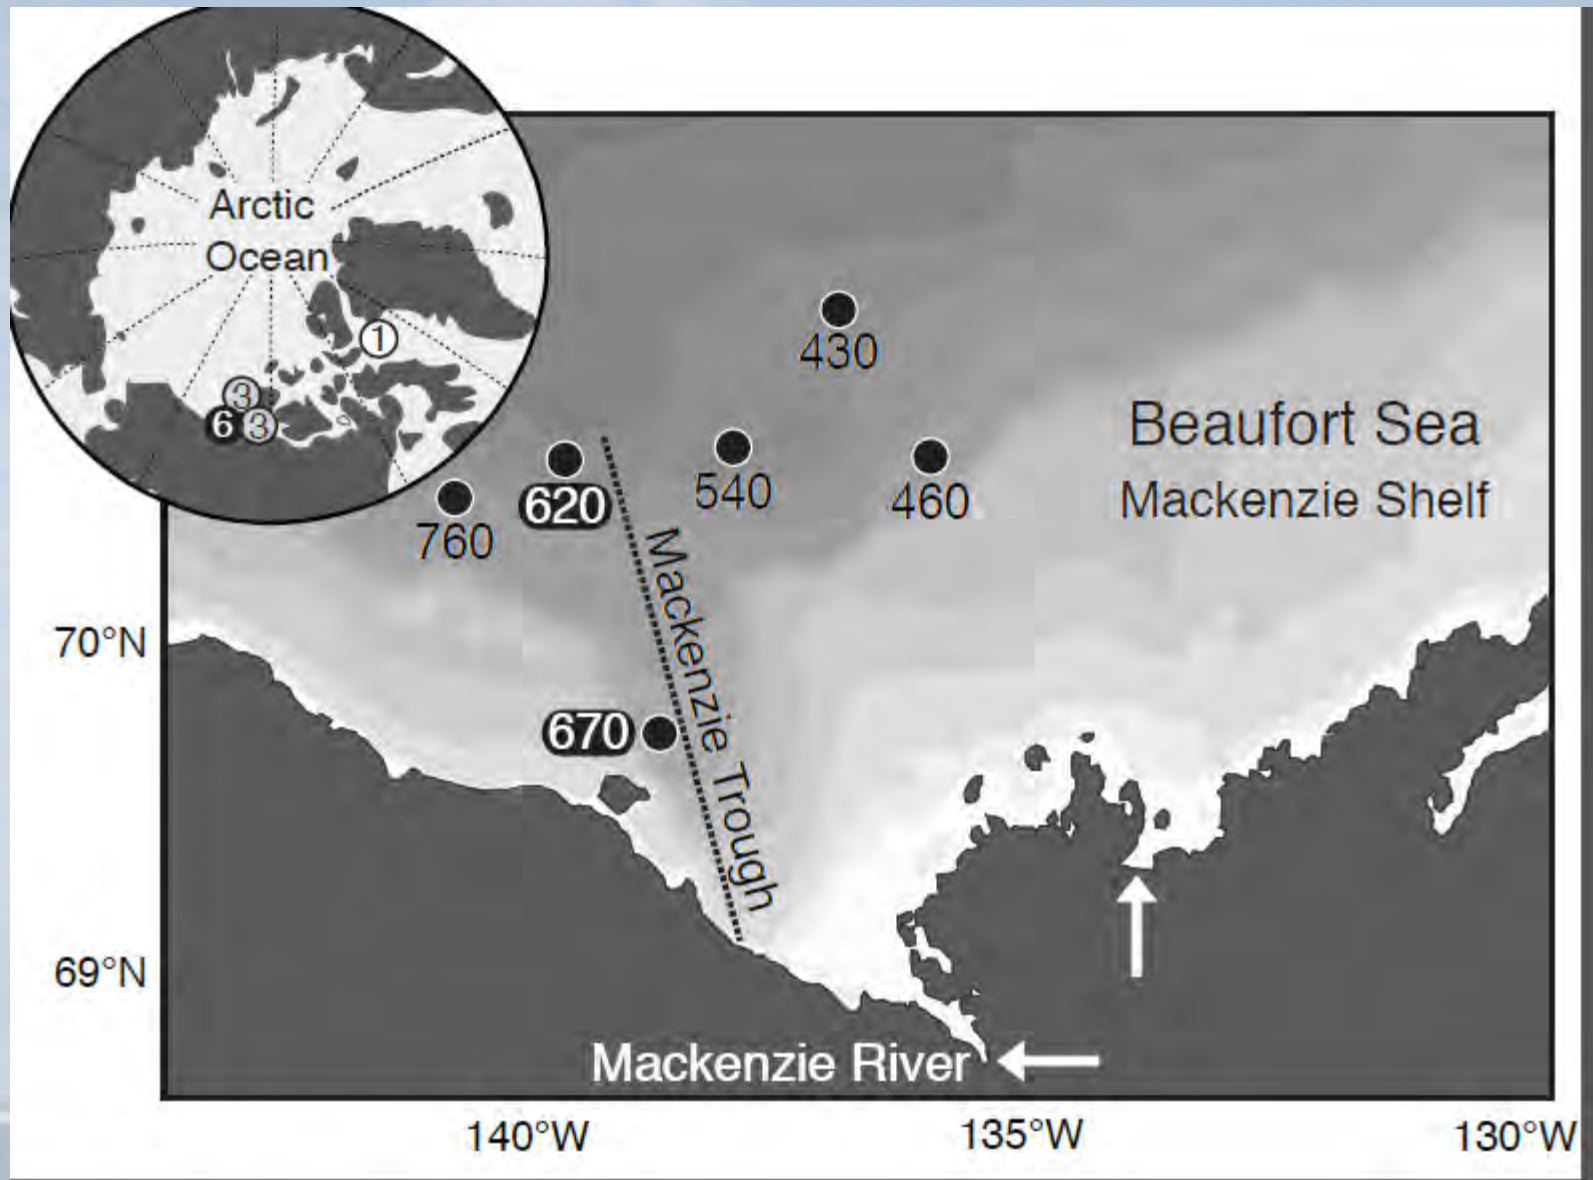 Arctic
Ocean
1
3
6
3
430
Beaufort Sea
Mackenzie Shelf
620
540
460
760
Mackenzie Trough
70°N
670
69°N
Mackenzie River
140°W
135°W
130°W